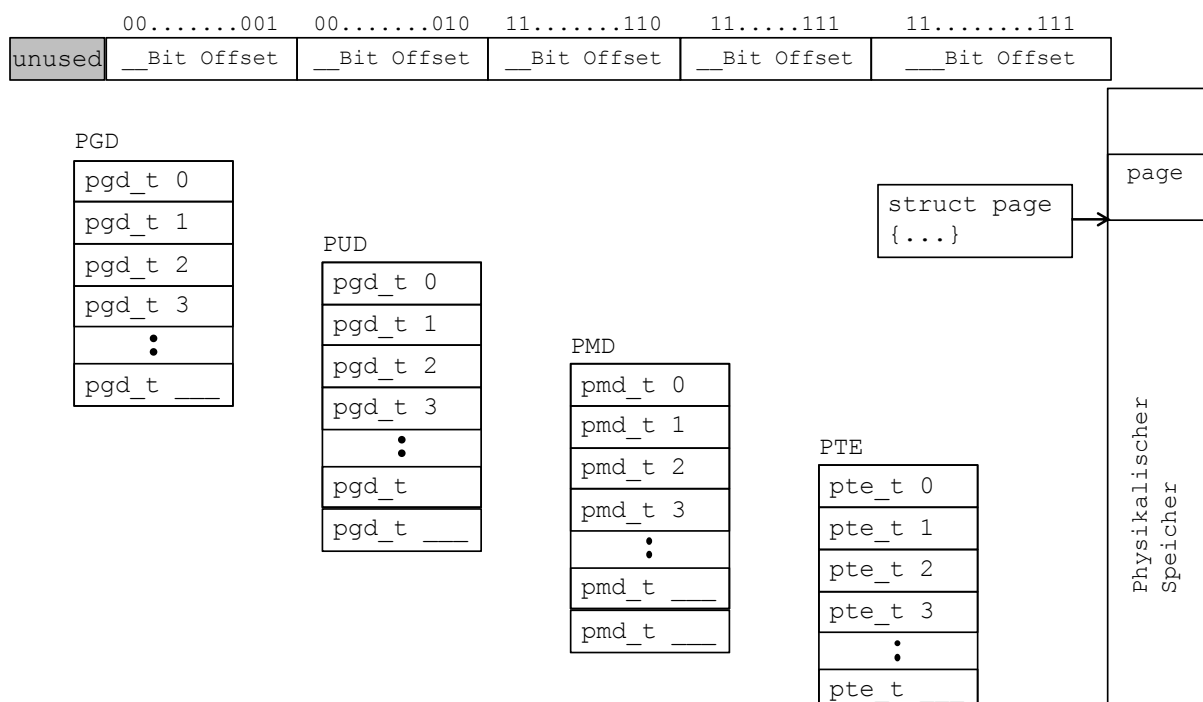 00.......001 00.......010 11.......110 11.....111 11........111
unused __Bit Offset __Bit Offset __Bit Offset __Bit Offset ___Bit Offset
PGD
pgd_t 0
pgd_t 1
pgd_t 2
pgd_t 3
pgd_t ___
PUD
pgd_t 0
pgd_t 1
pgd_t 2
pgd_t 3
pgd_t
pgd_t ___
PMD
pmd_t 0
pmd_t 1
pmd_t 2
pmd_t 3
pmd_t ___
pmd_t ___
PTE
pte_t 0
pte_t 1
pte_t 2
pte_t 3
pte_t ___
struct page
{...}
page
Physikalischer
Speicher